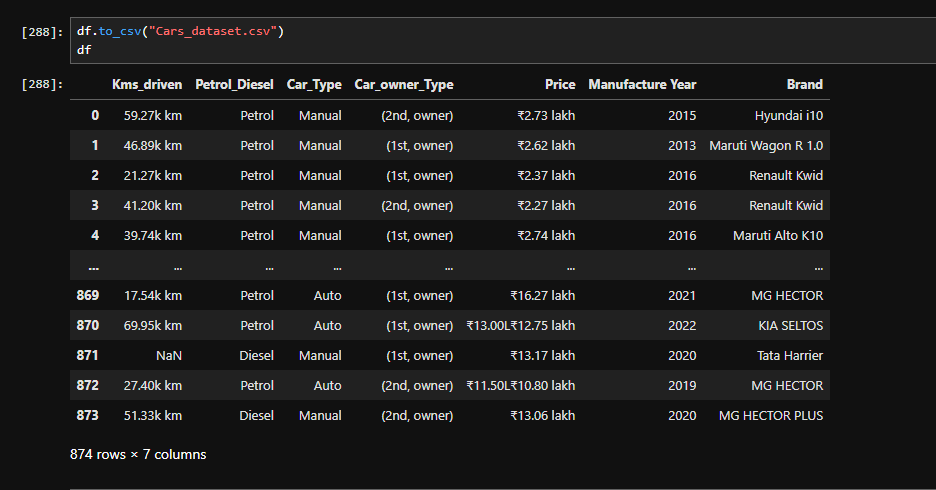 [288]: df.to_csv("Cars_dataset.csv")
df
[288]: Kms_driven Petrol_Diesel Car_Type Car_owner_Type Price Manufacture Year Brand
0 59.27k km Petrol Manual (2nd, owner) ₹2.73 lakh 2015 Hyundai i10
1 46.89k km Petrol Manual (1st, owner) ₹2.62 lakh 2013 Maruti Wagon R 1.0
2 21.27k km Petrol Manual (1st, owner) ₹2.37 lakh 2016 Renault Kwid
3 41.20k km Petrol Manual (2nd, owner) ₹2.27 lakh 2016 Renault Kwid
4 39.74k km Petrol Manual (1st, owner) ₹2.74 lakh 2016 Maruti Alto K10
... ... ... ... ... ... ... ...
869 17.54k km Petrol Auto (1st, owner) ₹16.27 lakh 2021 MG HECTOR
870 69.95k km Petrol Auto (1st, owner) ₹13.00L₹12.75 lakh 2022 KIA SELTOS
871 NaN Diesel Manual (1st, owner) ₹13.17 lakh 2020 Tata Harrier
872 27.40k km Petrol Auto (2nd, owner) ₹11.50L₹10.80 lakh 2019 MG HECTOR
873 51.33k km Diesel Manual (2nd, owner) ₹13.06 lakh 2020 MG HECTOR PLUS
874 rows × 7 columns